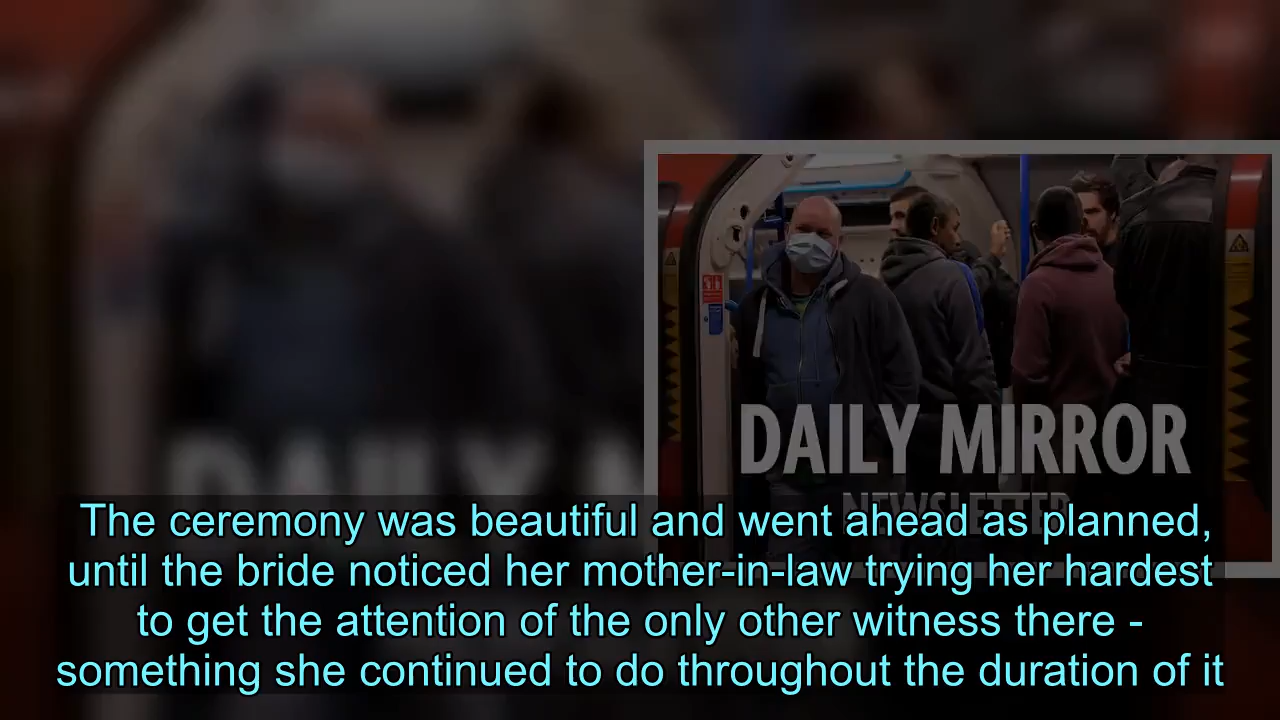 DAILY MIRROR
NEWSLETTER
The ceremony was beautiful and went ahead as planned,
until the bride noticed her mother-in-law trying her hardest
to get the attention of the only other witness there -
something she continued to do throughout the duration of it